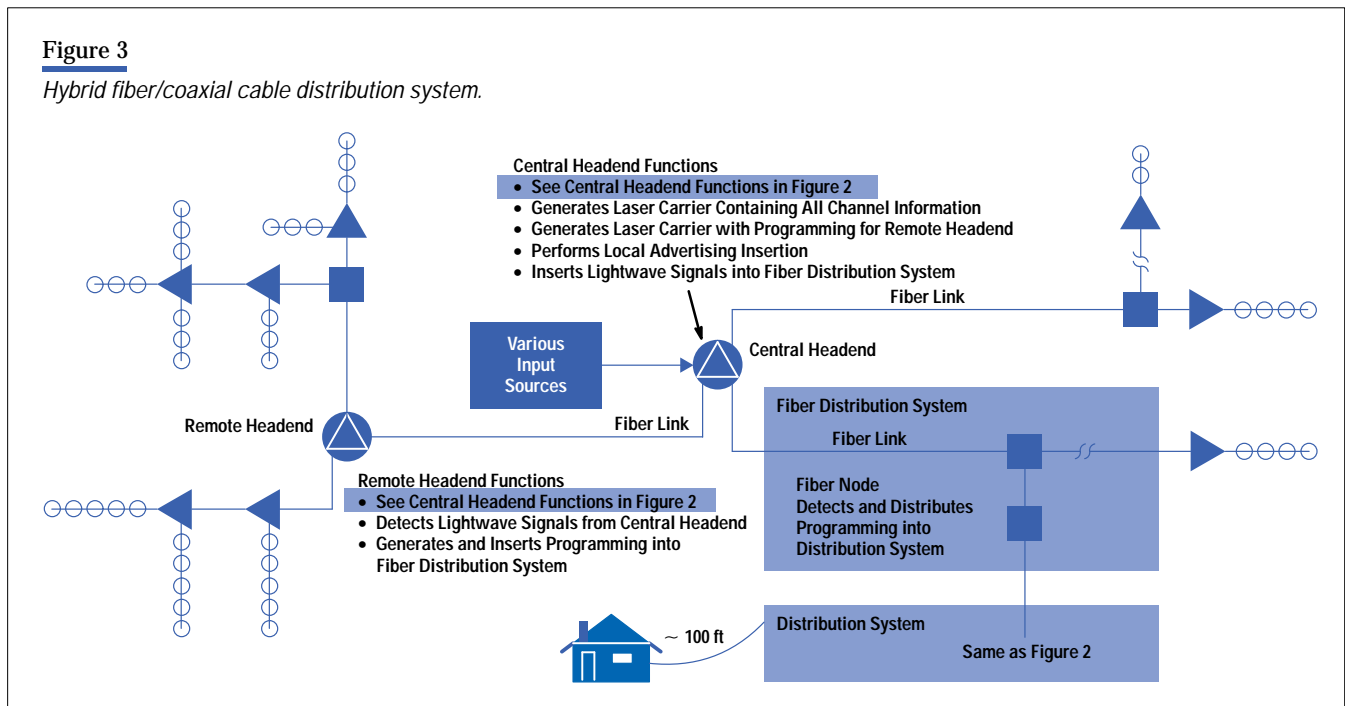 Figure 3
Hybrid fiber/coaxial cable distribution system.
Central Headend Functions
• See Central Headend Functions in Figure 2
• Generates Laser Carrier Containing All Channel Information
• Generates Laser Carrier with Programming for Remote Headend
• Performs Local Advertising Insertion
• Inserts Lightwave Signals into Fiber Distribution System
Fiber Link
Various
Input
Sources
Central Headend
Remote Headend
Fiber Link
Fiber Distribution System
Fiber Link
Fiber Node
Detects and Distributes
Programming into
Distribution System
Remote Headend Functions
• See Central Headend Functions in Figure 2
• Detects Lightwave Signals from Central Headend
• Generates and Inserts Programming into
Fiber Distribution System
~ 100 ft
Distribution System
Same as Figure 2